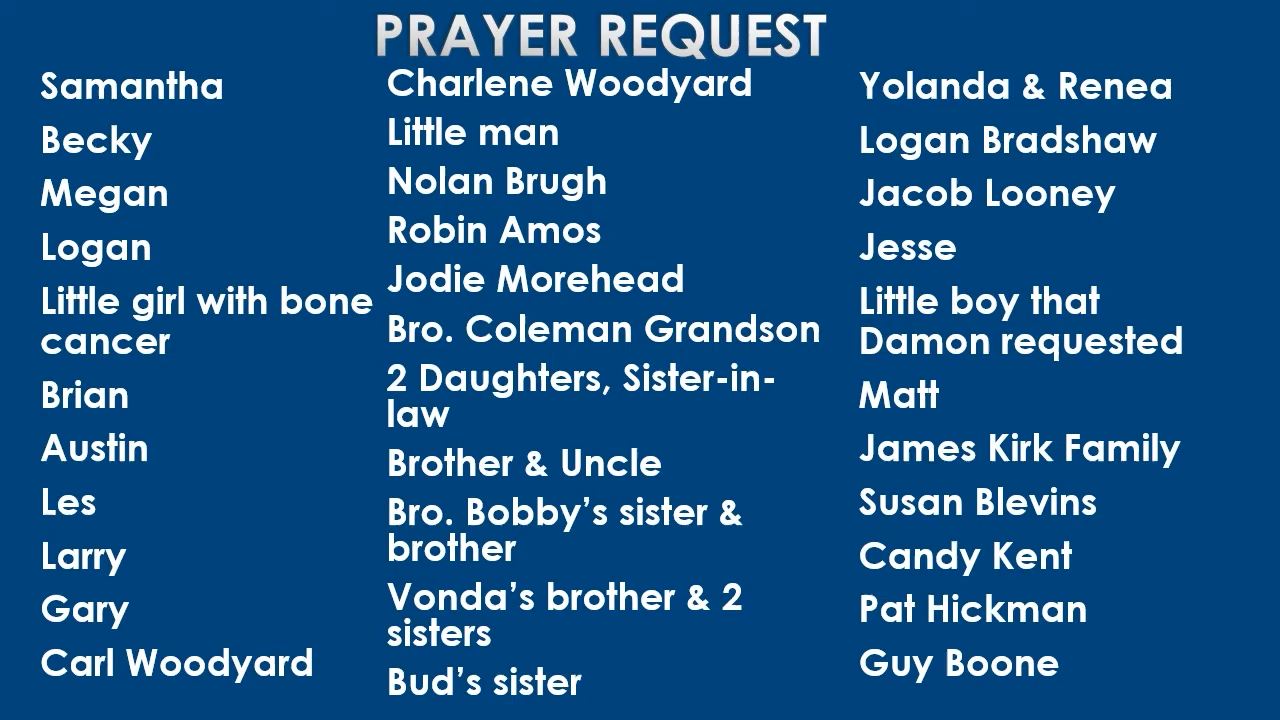 PRAYER REQUEST
Samantha
Becky
Megan
Logan
Little girl with bone
cancer
Brian
Austin
Les
Larry
Gary
Carl Woodyard
Charlene Woodyard
Little man
Nolan Brugh
Robin Amos
Jodie Morehead
Bro. Coleman Grandson
2 Daughters, Sister-in-
law
Brother & Uncle
Bro. Bobby’s sister &
brother
Vonda’s brother & 2
sisters
Bud’s sister
Yolanda & Renea
Logan Bradshaw
Jacob Looney
Jesse
Little boy that
Damon requested
Matt
James Kirk Family
Susan Blevins
Candy Kent
Pat Hickman
Guy Boone